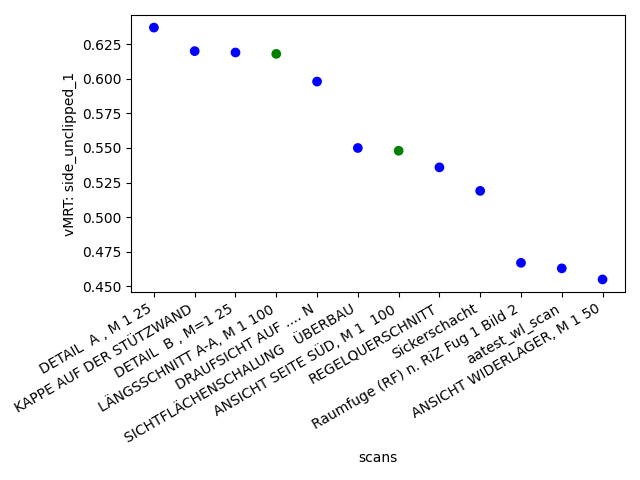 vMRT: side_unclipped_1
0.625
0.600
0.575
0.550
0.525
0.500
0.475
0.450
DETAIL  A , M 1 25
KAPPE AUF DER STÜTZWAND
DETAIL  B , M=1 25
LÄNGSSCHNITT A-A, M 1 100
DRAUFSICHT AUF .... N
SICHTFLÄCHENSCHALUNG   ÜBERBAU
ANSICHT SEITE SÜD, M 1  100
REGELQUERSCHNITT
Sickerschacht
Raumfuge (RF) n. RiZ Fug 1 Bild 2
aatest_wl_scan
ANSICHT WIDERLAGER, M 1 50
scans